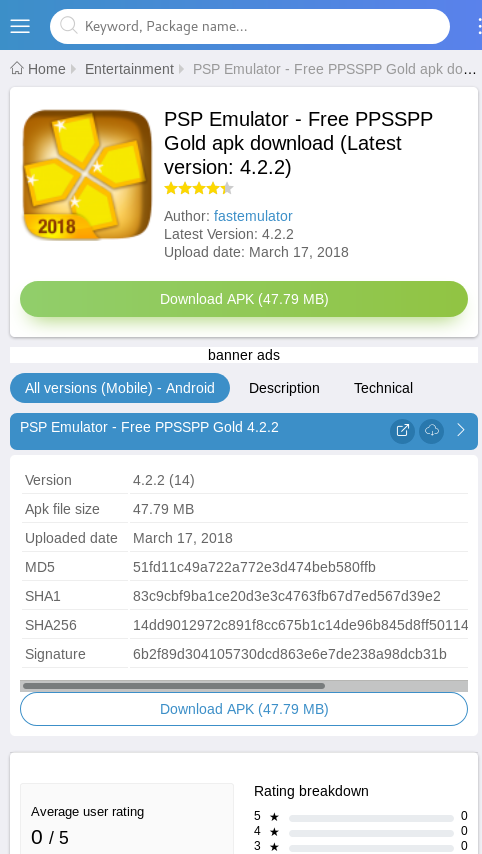 Keyword, Package name...
Home Entertainment PSP Emulator - Free PPSSPP Gold apk do...
PSP Emulator - Free PPSSPP
Gold apk download (Latest
version: 4.2.2)
2018
Author: fastemulator
Latest Version: 4.2.2
Upload date: March 17, 2018
Download APK (47.79 MB)
banner ads
All versions (Mobile) - Android Description Technical
PSP Emulator - Free PPSSPP Gold 4.2.2
Version 4.2.2 (14)
Apk file size 47.79 MB
Uploaded date March 17, 2018
MD5 51fd11c49a722a772e3d474beb580ffb
SHA1 83c9cbf9ba1ce20d3e3c4763fb67d7ed567d39e2
SHA256 14dd9012972c891f8cc675b1c14de96b845d8ff50114
Signature 6b2f89d304105730dcd863e6e7de238a98dcb31b
Download APK (47.79 MB)
Rating breakdown
Average user rating
0 / 5
5 ★ 0
4 ★ 0
3 ★ 0